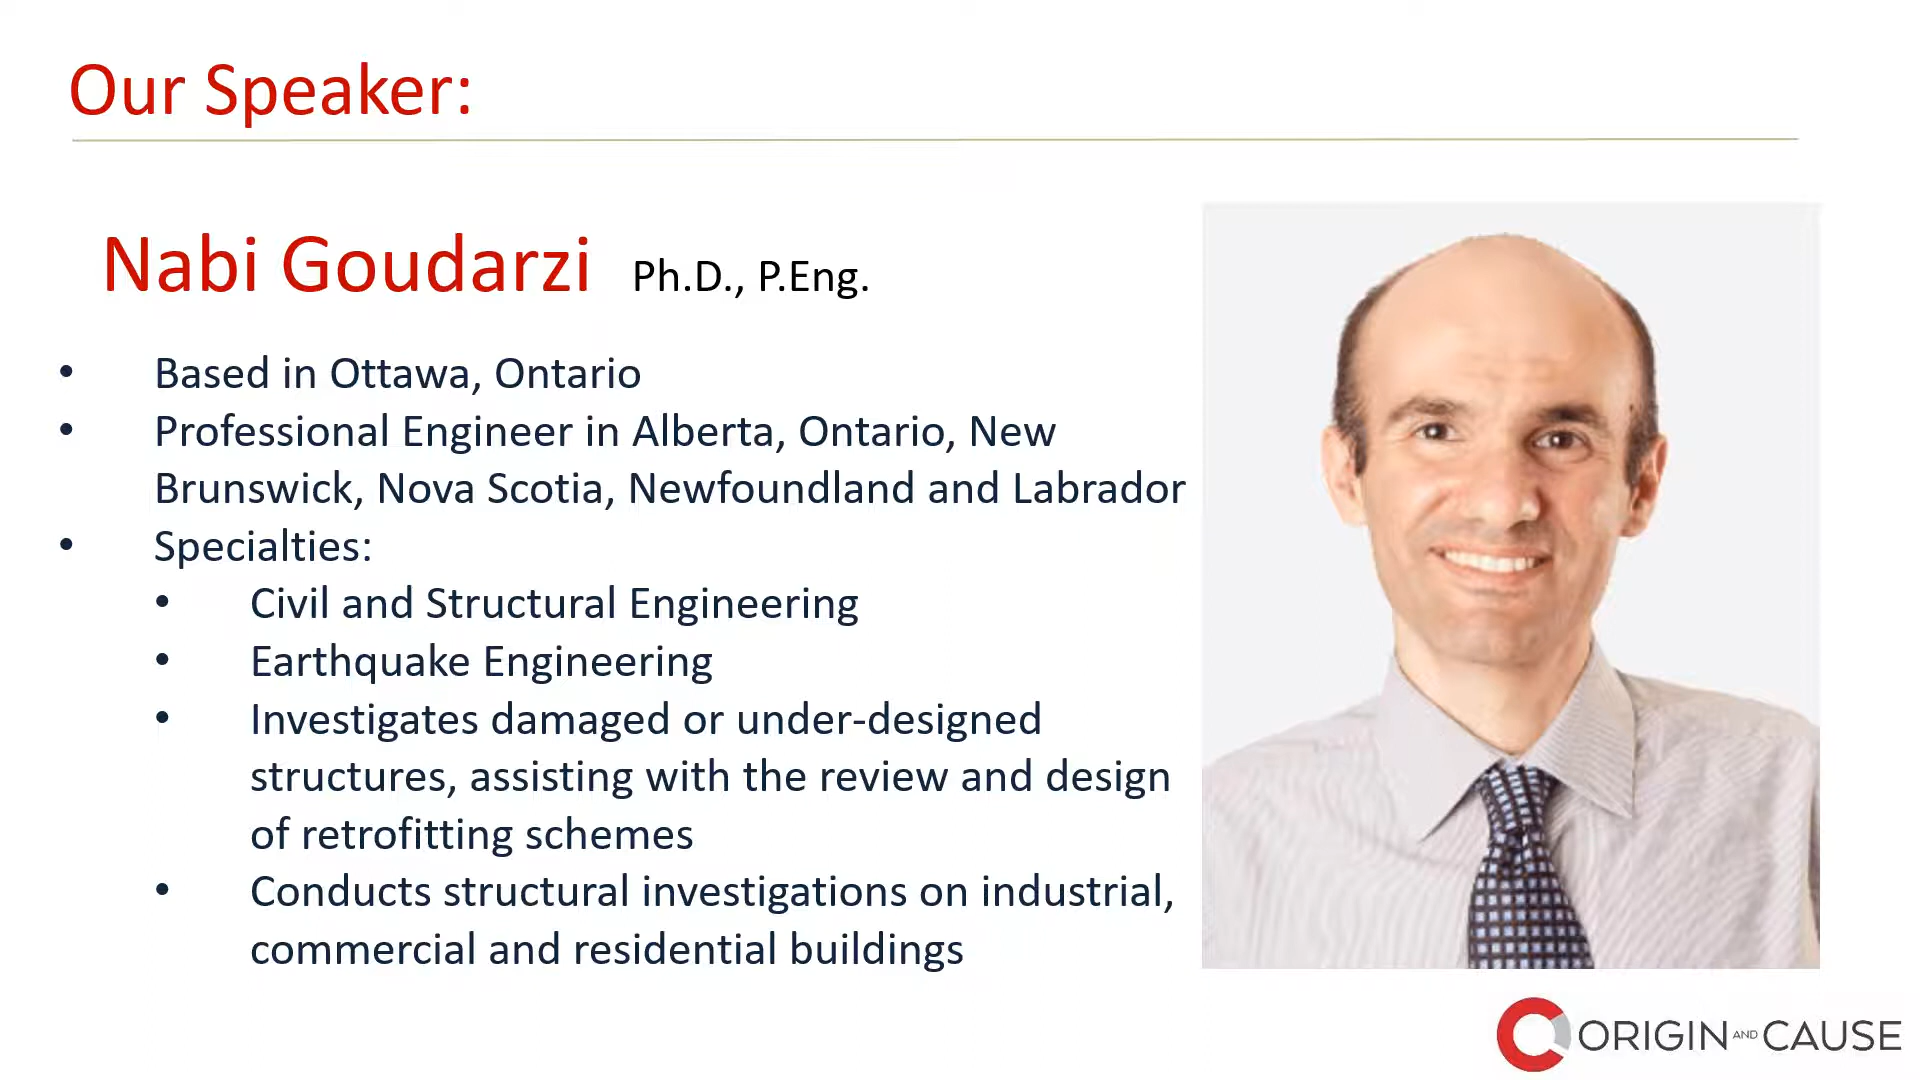 Our Speaker:
Nabi Goudarzi Ph.D., P.Eng.
• Based in Ottawa, Ontario
• Professional Engineer in Alberta, Ontario, New
Brunswick, Nova Scotia, Newfoundland and Labrador
• Specialties:
• Civil and Structural Engineering
• Earthquake Engineering
• Investigates damaged or under-designed
structures, assisting with the review and design
of retrofitting schemes
• Conducts structural investigations on industrial,
commercial and residential buildings
ORIGIN AND CAUSE